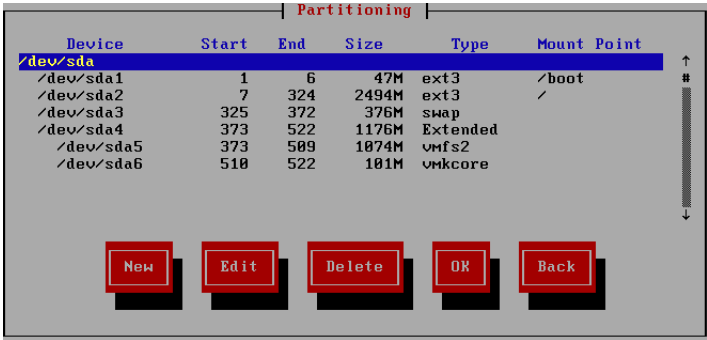 Partitioning
Device Start End Size Type Mount Point
/dev/sda
/dev/sda1 1 6 47M ext3 /boot
/dev/sda2 7 324 2494M ext3 /
/dev/sda3 325 372 376M swap
/dev/sda4 373 522 1176M Extended
/dev/sda5 373 509 1074M vmfs2
/dev/sda6 510 522 101M vmkcore
New Edit Delete OK Back